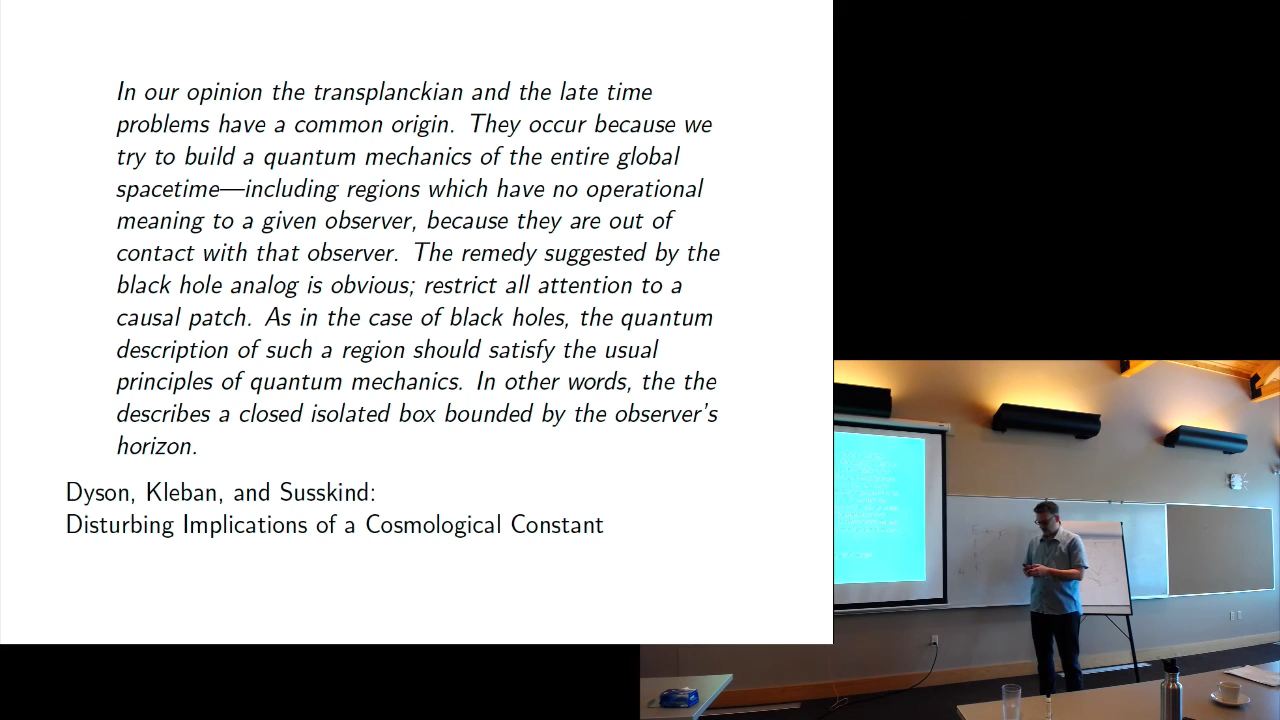 In our opinion the transplanckian and the late time
problems have a common origin. They occur because we
try to build a quantum mechanics of the entire global
spacetime—including regions which have no operational
meaning to a given observer, because they are out of
contact with that observer. The remedy suggested by the
black hole analog is obvious; restrict all attention to a
causal patch. As in the case of black holes, the quantum
description of such a region should satisfy the usual
principles of quantum mechanics. In other words, the the
describes a closed isolated box bounded by the observer's
horizon.
Dyson, Kleban, and Susskind:
Disturbing Implications of a Cosmological Constant